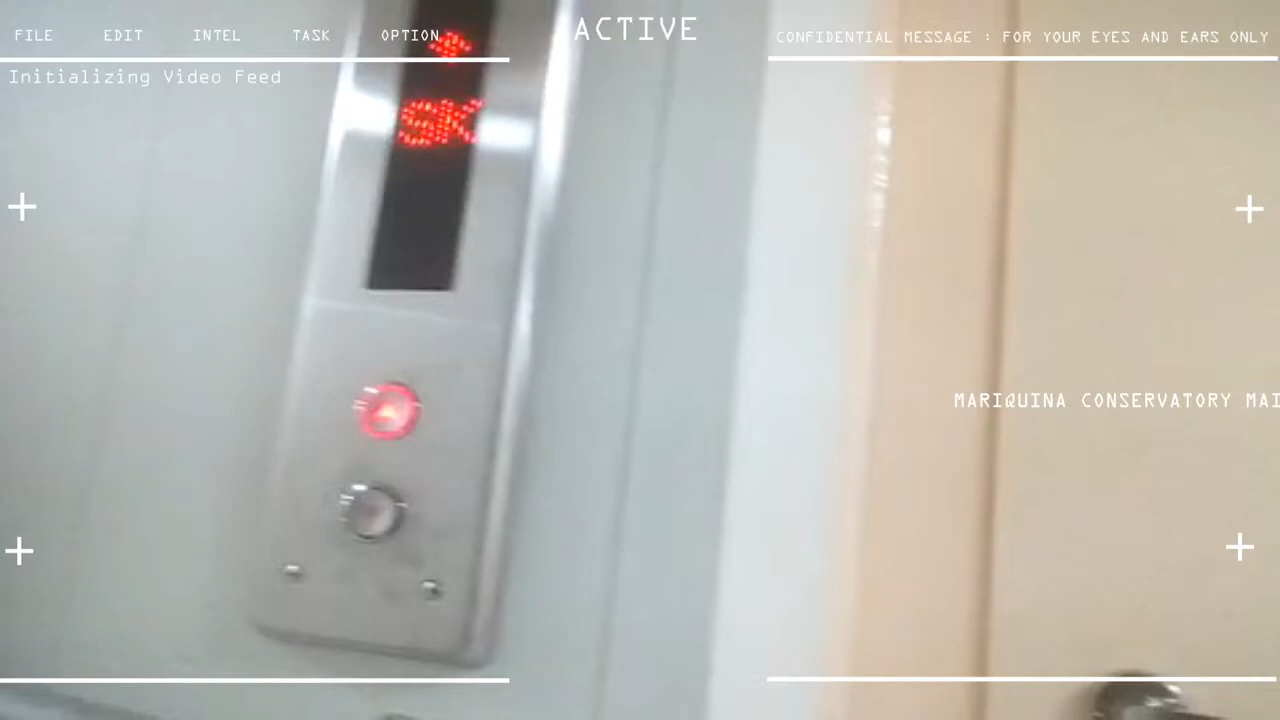 FILE EDIT INTEL TASK OPTION
ACTIVE
CONFIDENTIAL MESSAGE : FOR YOUR EYES AND EARS ONLY
Initializing Video Feed
MARIQUINA CONSERVATORY MAI